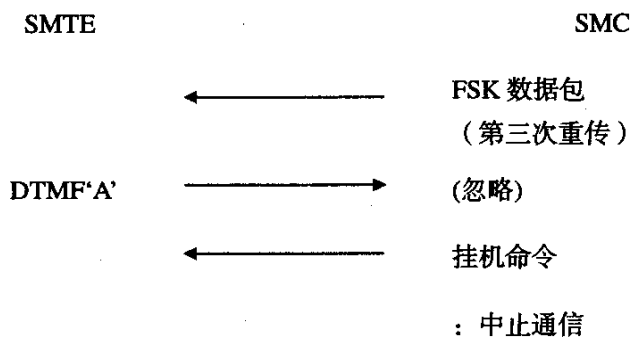 SMTE SMC
FSK 数据包
（第三次重传）
DTMF‘A’ (忽略)
挂机命令
：中止通信